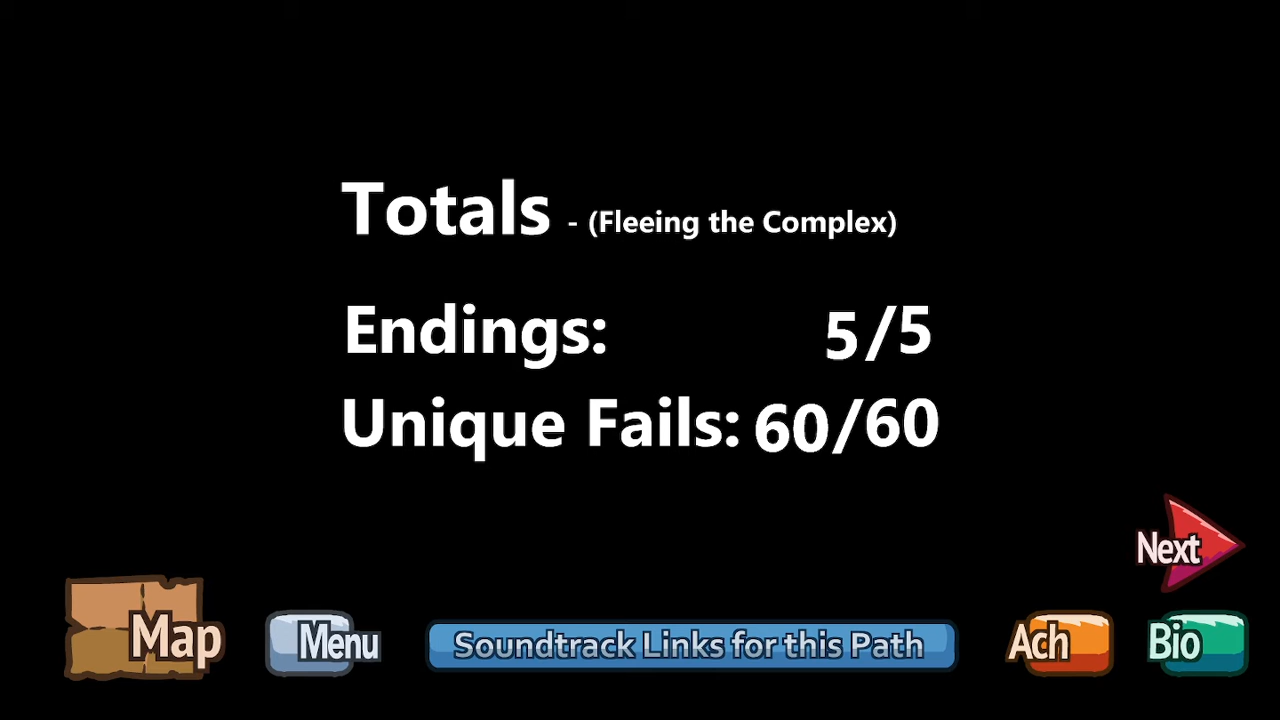 Totals - (Fleeing the Complex)
Endings: 5/5
Unique Fails: 60/60
Next
Map
Menu
Soundtrack Links for this Path
Ach
Bio